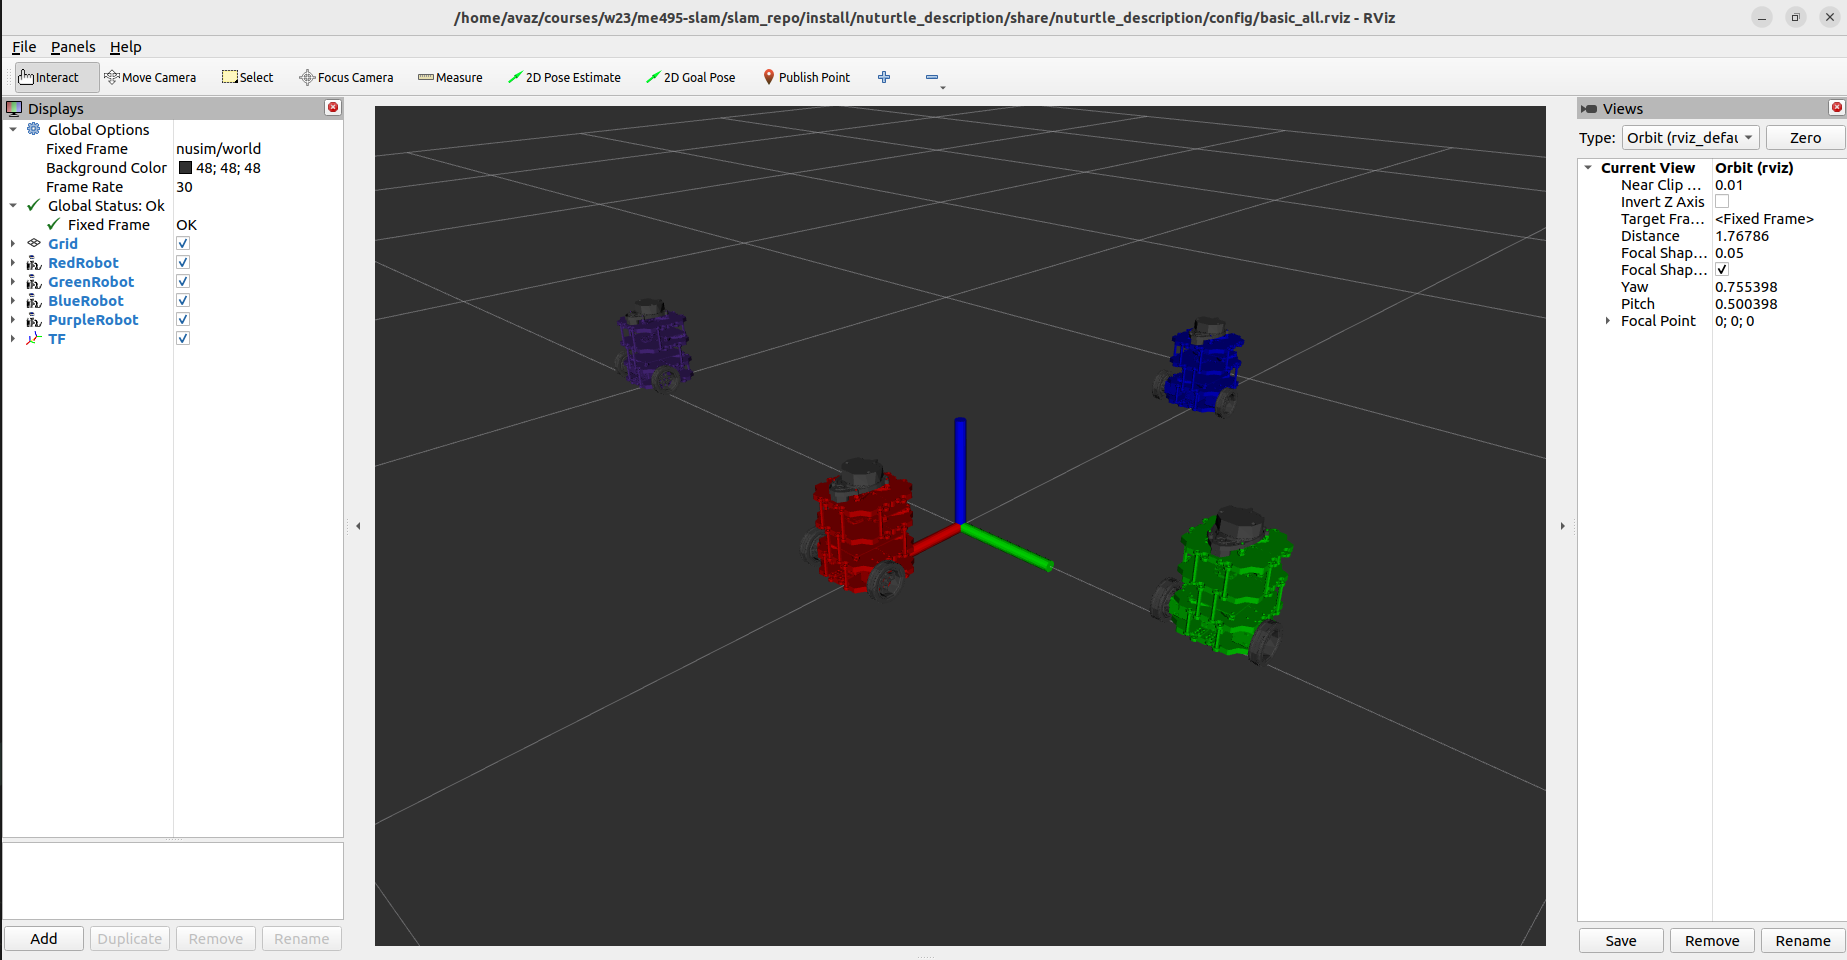 /home/avaz/courses/w23/me495-slam/slam_repo/install/nuturtle_description/share/nuturtle_description/config/basic_all.rviz - RViz
File Panels Help
Interact Move Camera Select Focus Camera Measure 2D Pose Estimate 2D Goal Pose Publish Point
Displays
Global Options
Fixed Frame nusim/world
Background Color 48; 48; 48
Frame Rate 30
Global Status: Ok
Fixed Frame OK
Grid
RedRobot
GreenRobot
BlueRobot
PurpleRobot
TF
Add Duplicate Remove Rename
Views
Type: Orbit (rviz_defau Zero
Current View Orbit (rviz)
Near Clip ... 0.01
Invert Z Axis
Target Fra... <Fixed Frame>
Distance 1.76786
Focal Shap... 0.05
Focal Shap...
Yaw 0.755398
Pitch 0.500398
Focal Point 0; 0; 0
Save Remove Rename